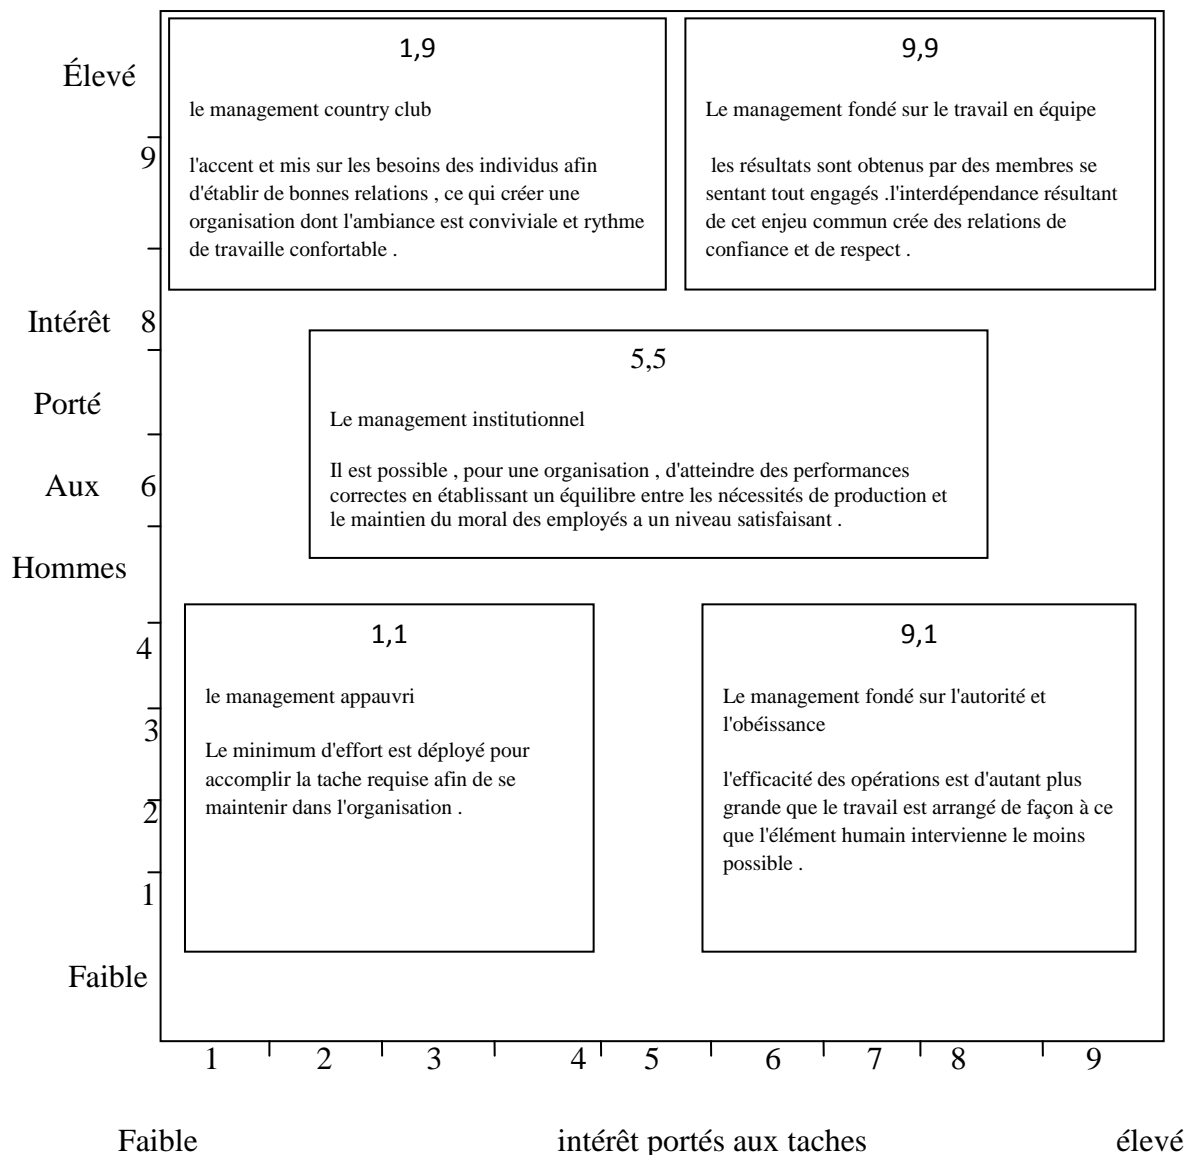 1,9
9,9
Élevé
le management country club
Le management fondé sur le travail en équipe
9
l'accent et mis sur les besoins des individus afin
d'établir de bonnes relations , ce qui créer une
organisation dont l'ambiance est conviviale et rythme
de travaille confortable .
les résultats sont obtenus par des membres se
sentant tout engagés .l'interdépendance résultant
de cet enjeu commun crée des relations de
confiance et de respect .
Intérêt 8
5,5
Porté
Le management institutionnel
Aux 6
Il est possible , pour une organisation , d'atteindre des performances
correctes en établissant un équilibre entre les nécessités de production et
le maintien du moral des employés a un niveau satisfaisant .
Hommes
4
1,1
9,1
le management appauvri
Le management fondé sur l'autorité et
l'obéissance
3
Le minimum d'effort est déployé pour
accomplir la tache requise afin de se
maintenir dans l'organisation .
l'efficacité des opérations est d'autant plus
grande que le travail est arrangé de façon à ce
que l'élément humain intervienne le moins
possible .
2
1
Faible
1 2 3 4 5 6 7 8 9
Faible intérêt portés aux taches élevé